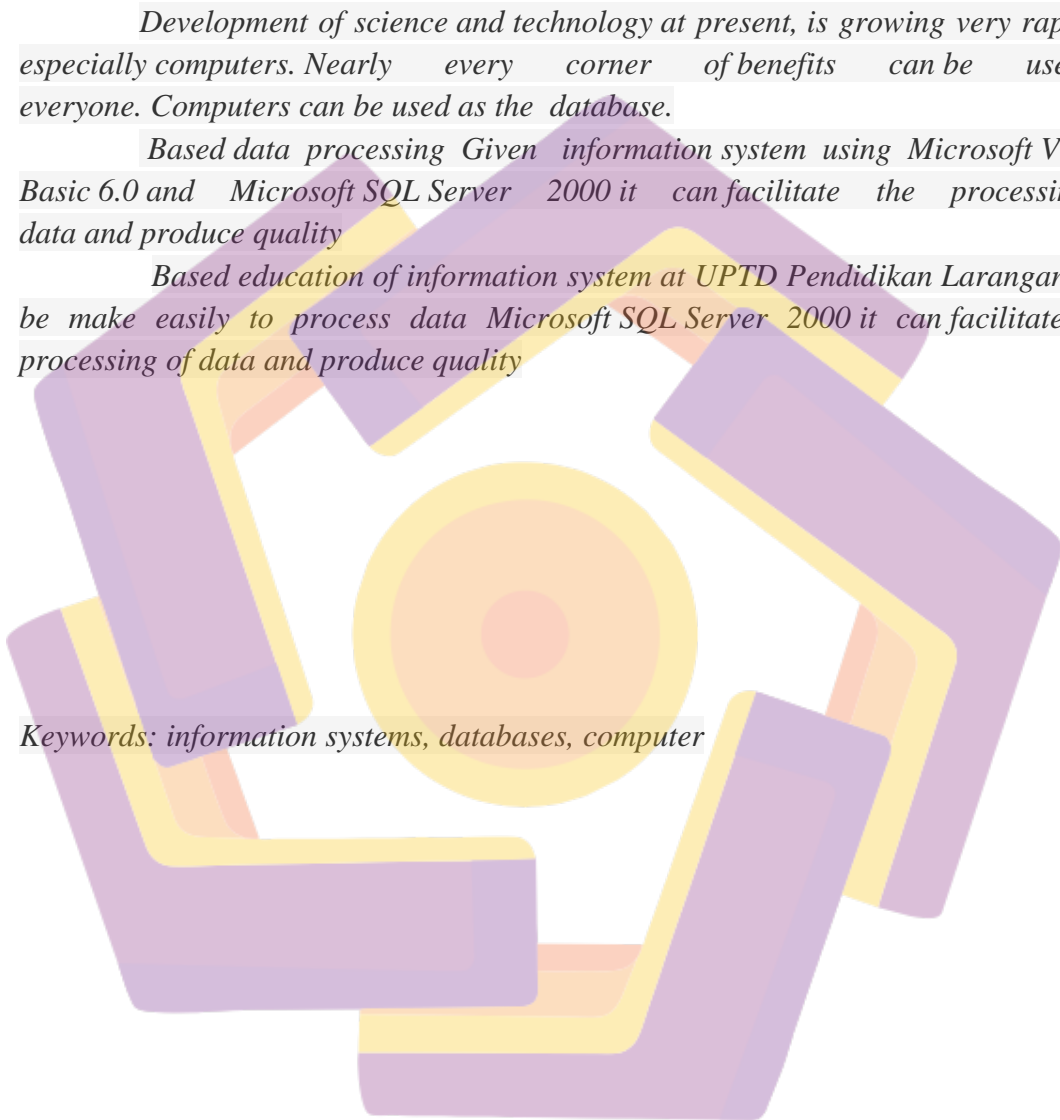 Development of science and technology at present, is growing very rap
especially computers. Nearly every corner of benefits can be use
everyone. Computers can be used as the database.
Based data processing Given information system using Microsoft V
Basic 6.0 and Microsoft SQL Server 2000 it can facilitate the processi
data and produce quality
Based education of information system at UPTD Pendidikan Larangan
be make easily to process data Microsoft SQL Server 2000 it can facilitate
processing of data and produce quality
Keywords: information systems, databases, computer